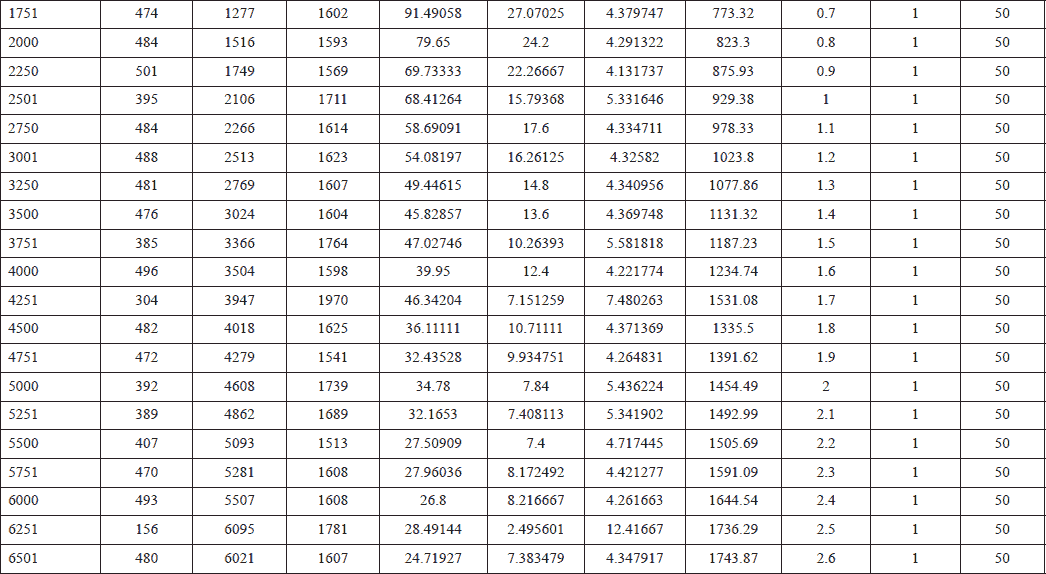 1751 474 1277 1602 91.49058 27.07025 4.379747 773.32 0.7 1 50
2000 484 1516 1593 79.65 24.2 4.291322 823.3 0.8 1 50
2250 501 1749 1569 69.73333 22.26667 4.131737 875.93 0.9 1 50
2501 395 2106 1711 68.41264 15.79368 5.331646 929.38 1 1 50
2750 484 2266 1614 58.69091 17.6 4.334711 978.33 1.1 1 50
3001 488 2513 1623 54.08197 16.26125 4.32582 1023.8 1.2 1 50
3250 481 2769 1607 49.44615 14.8 4.340956 1077.86 1.3 1 50
3500 476 3024 1604 45.82857 13.6 4.369748 1131.32 1.4 1 50
3751 385 3366 1764 47.02746 10.26393 5.581818 1187.23 1.5 1 50
4000 496 3504 1598 39.95 12.4 4.221774 1234.74 1.6 1 50
4251 304 3947 1970 46.34204 7.151259 7.480263 1531.08 1.7 1 50
4500 482 4018 1625 36.11111 10.71111 4.371369 1335.5 1.8 1 50
4751 472 4279 1541 32.43528 9.934751 4.264831 1391.62 1.9 1 50
5000 392 4608 1739 34.78 7.84 5.436224 1454.49 2 1 50
5251 389 4862 1689 32.1653 7.408113 5.341902 1492.99 2.1 1 50
5500 407 5093 1513 27.50909 7.4 4.717445 1505.69 2.2 1 50
5751 470 5281 1608 27.96036 8.172492 4.421277 1591.09 2.3 1 50
6000 493 5507 1608 26.8 8.216667 4.261663 1644.54 2.4 1 50
6251 156 6095 1781 28.49144 2.495601 12.41667 1736.29 2.5 1 50
6501 480 6021 1607 24.71927 7.383479 4.347917 1743.87 2.6 1 50